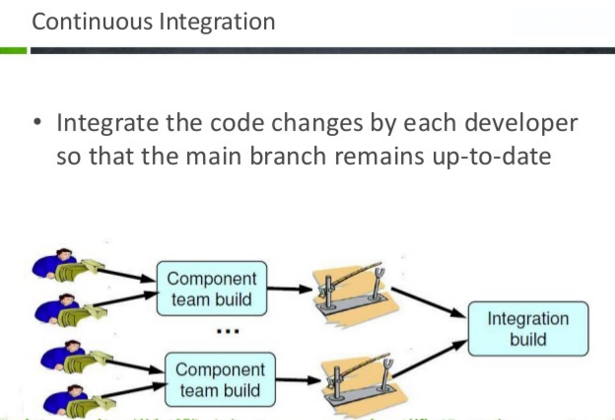 Continuous Integration
• Integrate the code changes by each developer
so that the main branch remains up-to-date
Component
team build
...
Component
team build
Integration
build